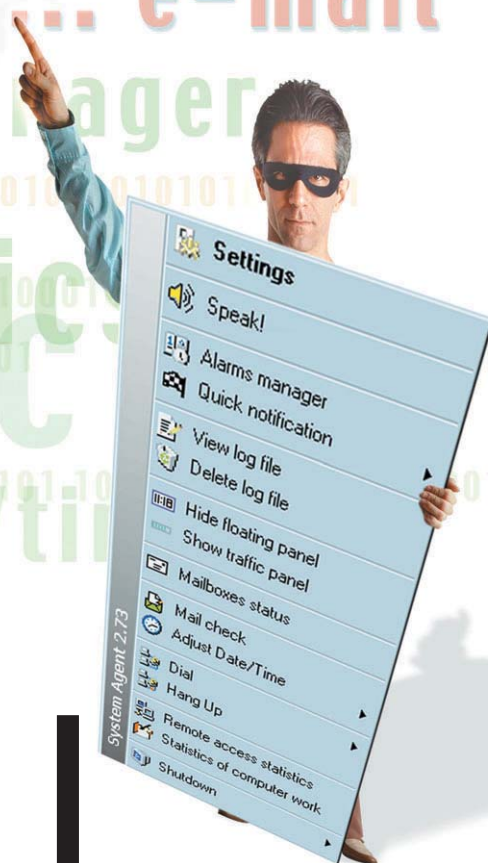 ... e-mail
Settings
Speak!
Alarms manager
Quick notification
View log file
Delete log file
Hide floating panel
Show traffic panel
Mailboxes status
Mail check
Adjust Date/Time
Dial
Hang Up
Remote access statistics
Statistics of computer work
Shutdown
System Agent 2.73